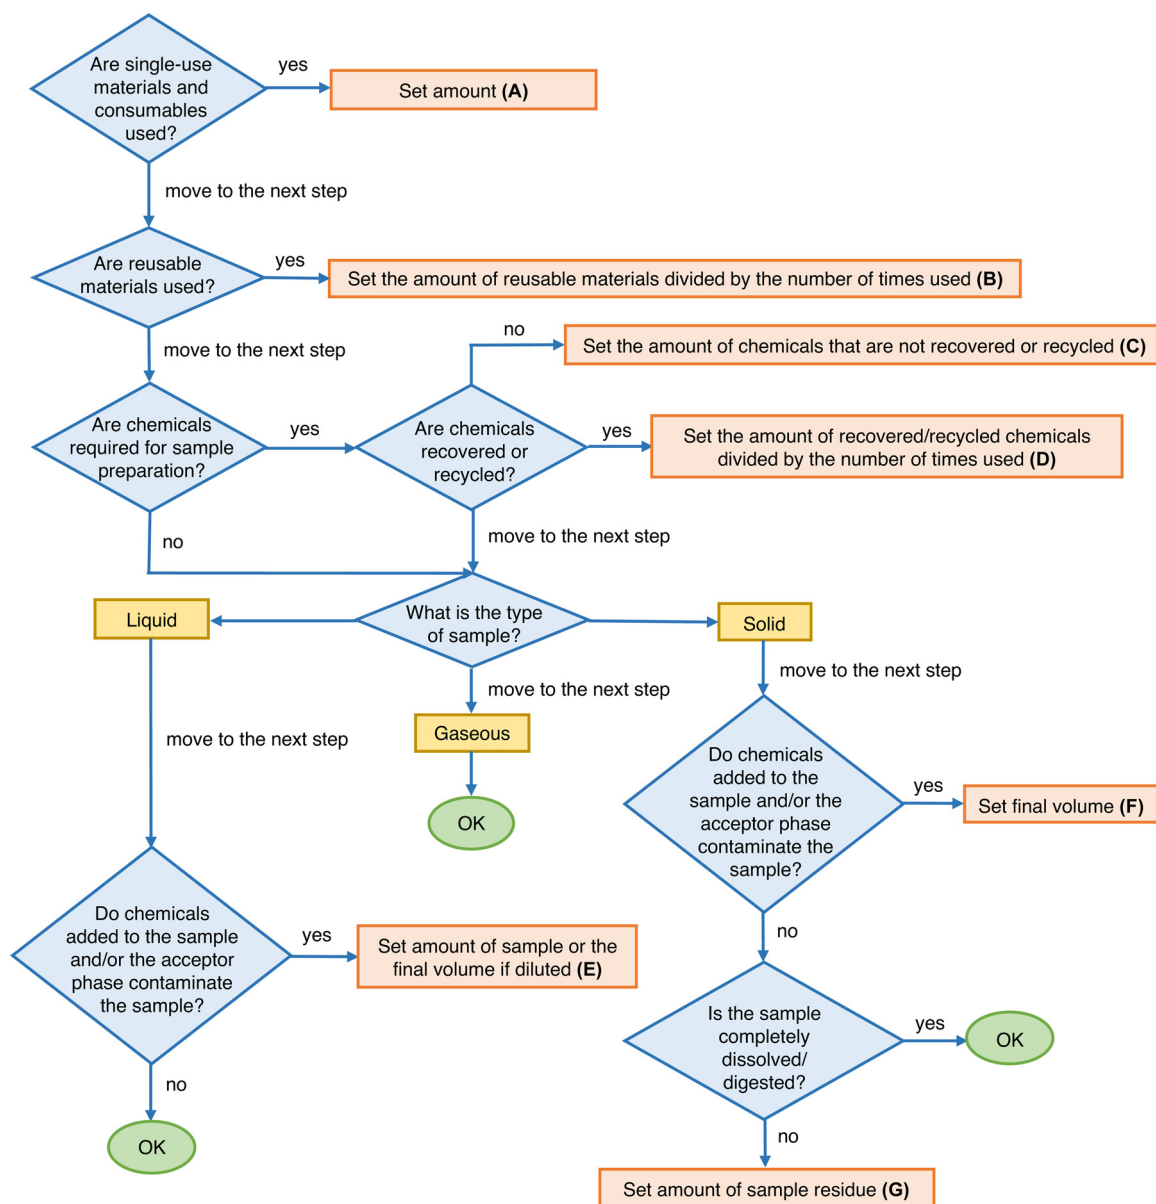 Are single-use
materials and
consumables
used?
yes
Set amount (A)
move to the next step
Are reusable
materials used?
yes
Set the amount of reusable materials divided by the number of times used (B)
move to the next step
no
Set the amount of chemicals that are not recovered or recycled (C)
Are chemicals
required for sample
preparation?
yes
Are chemicals
recovered or
recycled?
yes
Set the amount of recovered/recycled chemicals
divided by the number of times used (D)
no
move to the next step
What is the type
of sample?
Liquid
Solid
move to the next step
move to the next step
move to the next step
Gaseous
OK
Do chemicals
added to the
sample and/or the
acceptor phase
contaminate the
sample?
yes
Set final volume (F)
Do chemicals
added to the sample
and/or the acceptor
phase contaminate
the sample?
yes
Set amount of sample or the
final volume if diluted (E)
no
OK
no
Is the sample
completely
dissolved/
digested?
yes
OK
no
Set amount of sample residue (G)